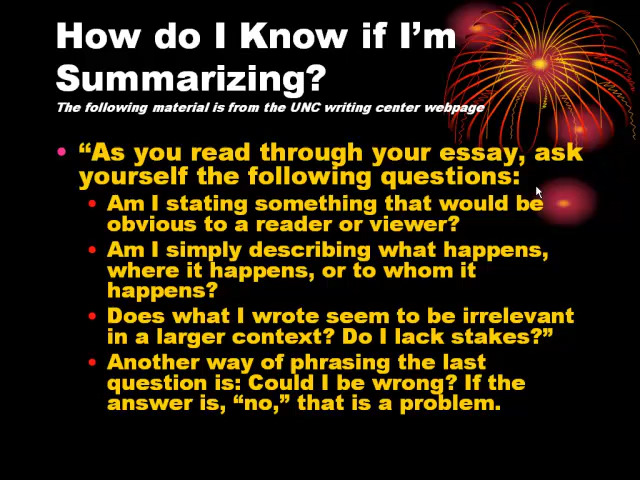 How do I Know if I’m
Summarizing?
The following material is from the UNC writing center webpage
• “As you read through your essay, ask
yourself the following questions:
• Am I stating something that would be
obvious to a reader or viewer?
• Am I simply describing what happens,
where it happens, or to whom it
happens?
• Does what I wrote seem to be irrelevant
in a larger context? Do I lack stakes?”
• Another way of phrasing the last
question is: Could I be wrong? If the
answer is, “no,” that is a problem.